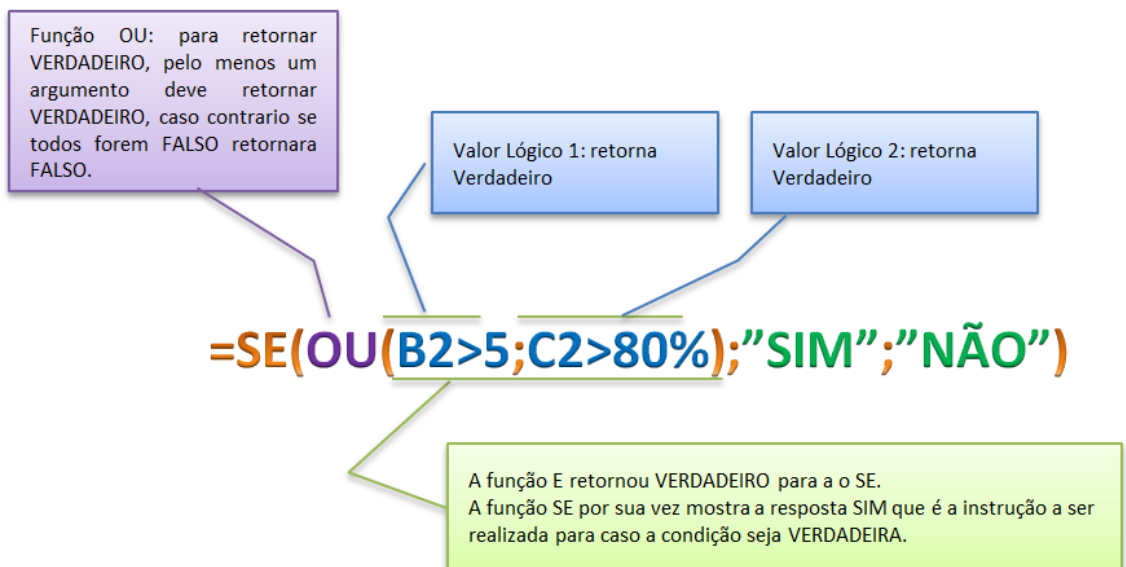 Função OU: para retornar
VERDADEIRO, pelo menos um
argumento deve retornar
VERDADEIRO, caso contrario se
todos forem FALSO retornara
FALSO.
Valor Lógico 1: retorna
Verdadeiro
Valor Lógico 2: retorna
Verdadeiro
=SE(OU(B2>5;C2>80%);”SIM”;”NÃO”)
A função E retornou VERDADEIRO para a o SE.
A função SE por sua vez mostra a resposta SIM que é a instrução a ser
realizada para caso a condição seja VERDADEIRA.